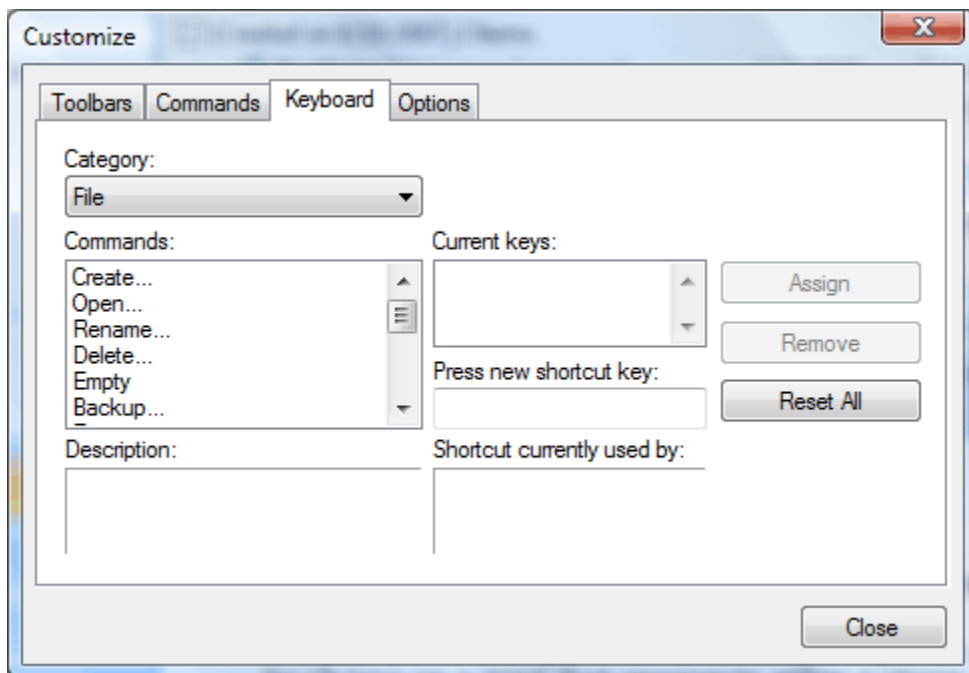 Customize
Toolbars Commands Keyboard Options
Category:
File
Commands: Current keys:
Create...
Open...
Rename...
Delete...
Empty
Backup...
Assign
Remove
Press new shortcut key:
Reset All
Description: Shortcut currently used by:
Close